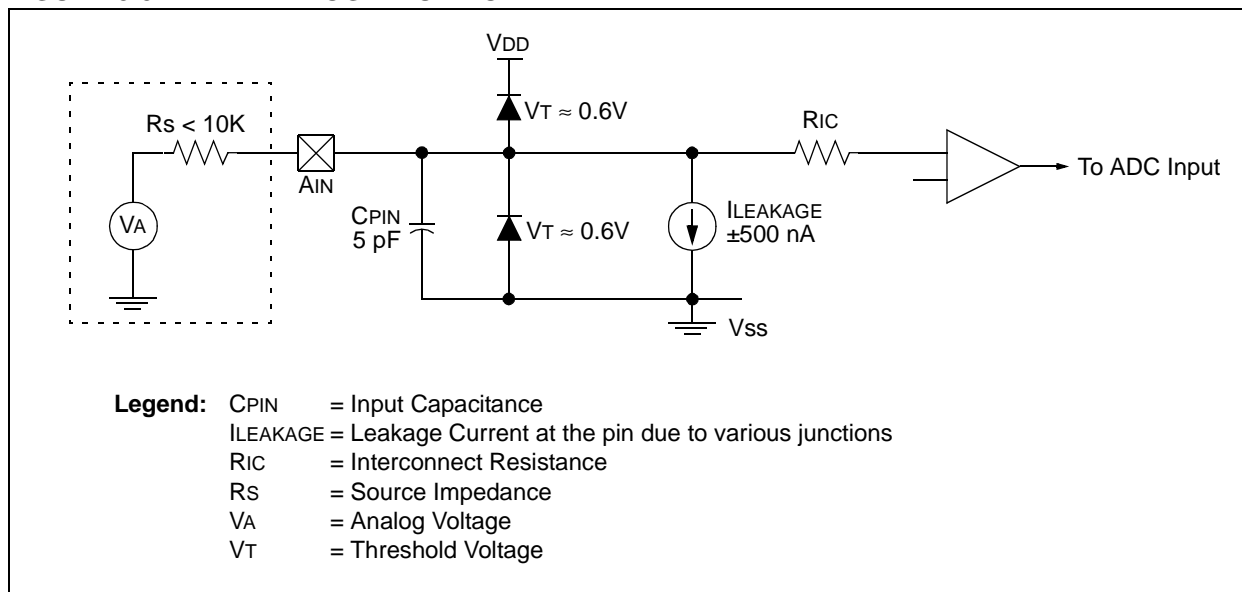 VDD
VT ≈ 0.6V
Rs < 10K
RIC
AIN
To ADC Input
VA
CPIN
5 pF
VT ≈ 0.6V
ILEAKAGE
±500 nA
Vss
Legend: CPIN = Input Capacitance
ILEAKAGE = Leakage Current at the pin due to various junctions
RIC = Interconnect Resistance
RS = Source Impedance
VA = Analog Voltage
VT = Threshold Voltage